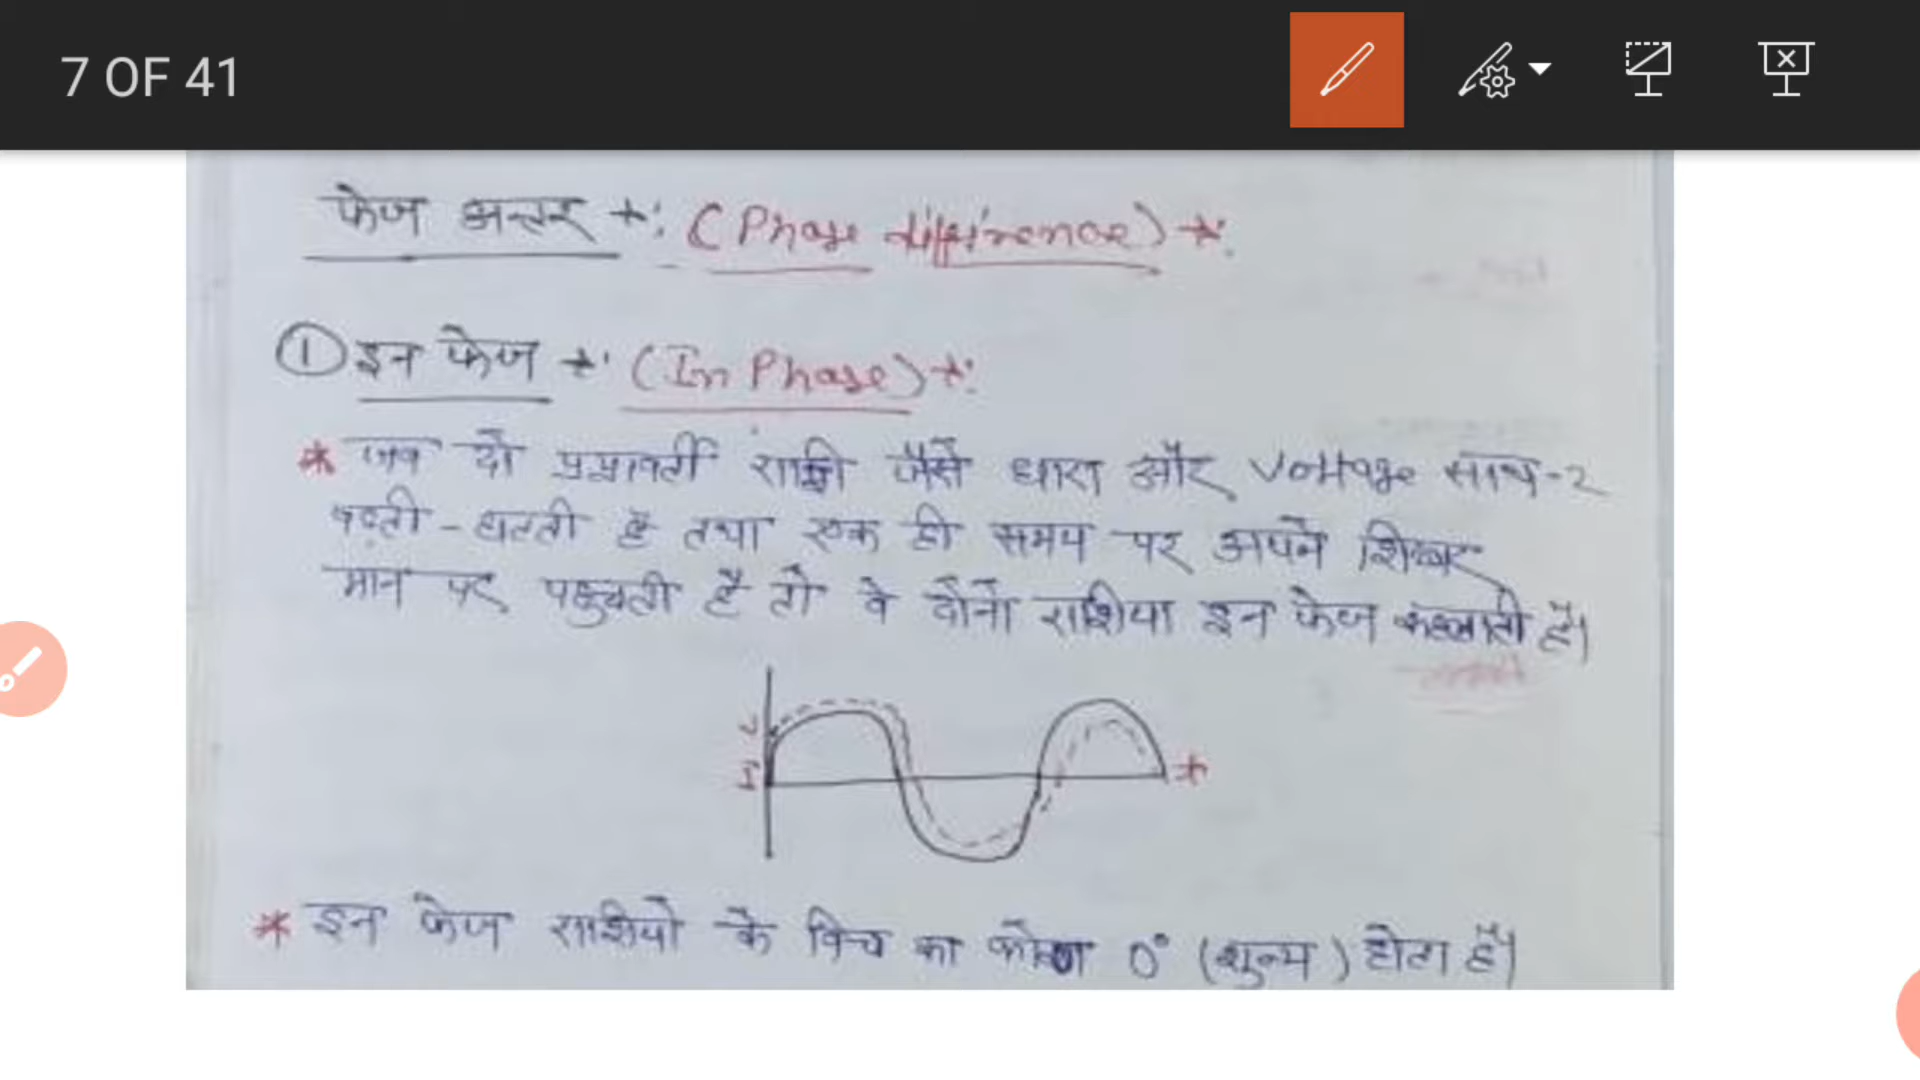 7 OF 41
फेज अन्तर *: (Phase diffirence) *:
① इन फेज *: (In Phase) *:
* जब दो प्रत्यावर्ती राशि जैसे धारा और Voltage साथ-2
बढ़ती - घटती है तथा एक ही समय पर अपने शिखर
मान पर पहुचती है तो वे दोनो राशिया इन फेज कहलाती है।
V
I
* इन फेज राशियो के विच का कोण 0° (शुन्य) होता है।